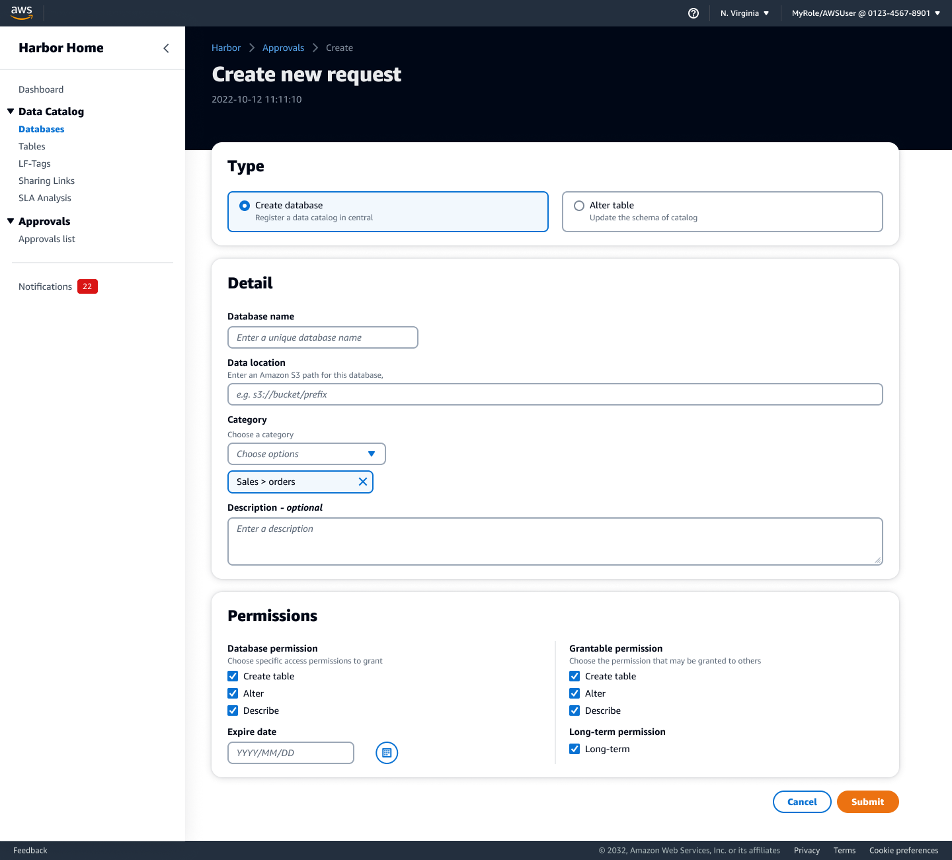 aws
N. Virginia
MyRole/AWSUser @ 0123-4567-8901
Harbor Home
Dashboard
Data Catalog
Databases
Tables
LF-Tags
Sharing Links
SLA Analysis
Approvals
Approvals list
Notifications 22
Harbor > Approvals > Create
Create new request
2022-10-12 11:11:10
Type
Create database
Register a data catalog in central
Alter table
Update the schema of catalog
Detail
Database name
Enter a unique database name
Data location
Enter an Amazon S3 path for this database,
e.g. s3://bucket/prefix
Category
Choose a category
Choose options
Sales > orders
Description - optional
Enter a description
Permissions
Database permission
Choose specific access permissions to grant
Create table
Alter
Describe
Expire date
YYYY/MM/DD
Grantable permission
Choose the permission that may be granted to others
Create table
Alter
Describe
Long-term permission
Long-term
Cancel
Submit
Feedback
© 2032, Amazon Web Services, Inc. or its affiliates
Privacy
Terms
Cookie preferences